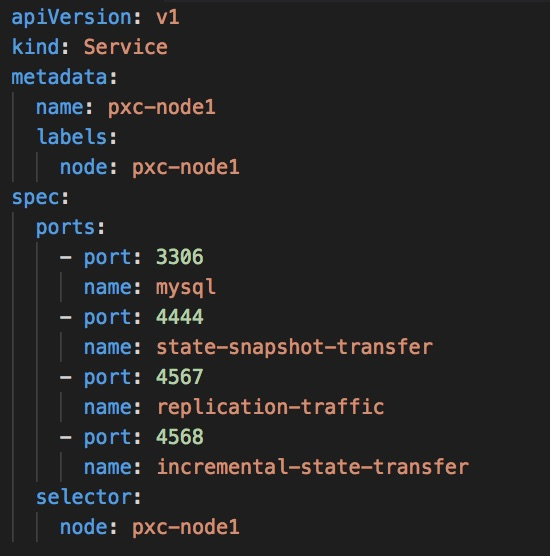 apiVersion: v1
kind: Service
metadata:
  name: pxc-node1
  labels:
    node: pxc-node1
spec:
  ports:
    - port: 3306
      name: mysql
    - port: 4444
      name: state-snapshot-transfer
    - port: 4567
      name: replication-traffic
    - port: 4568
      name: incremental-state-transfer
  selector:
    node: pxc-node1